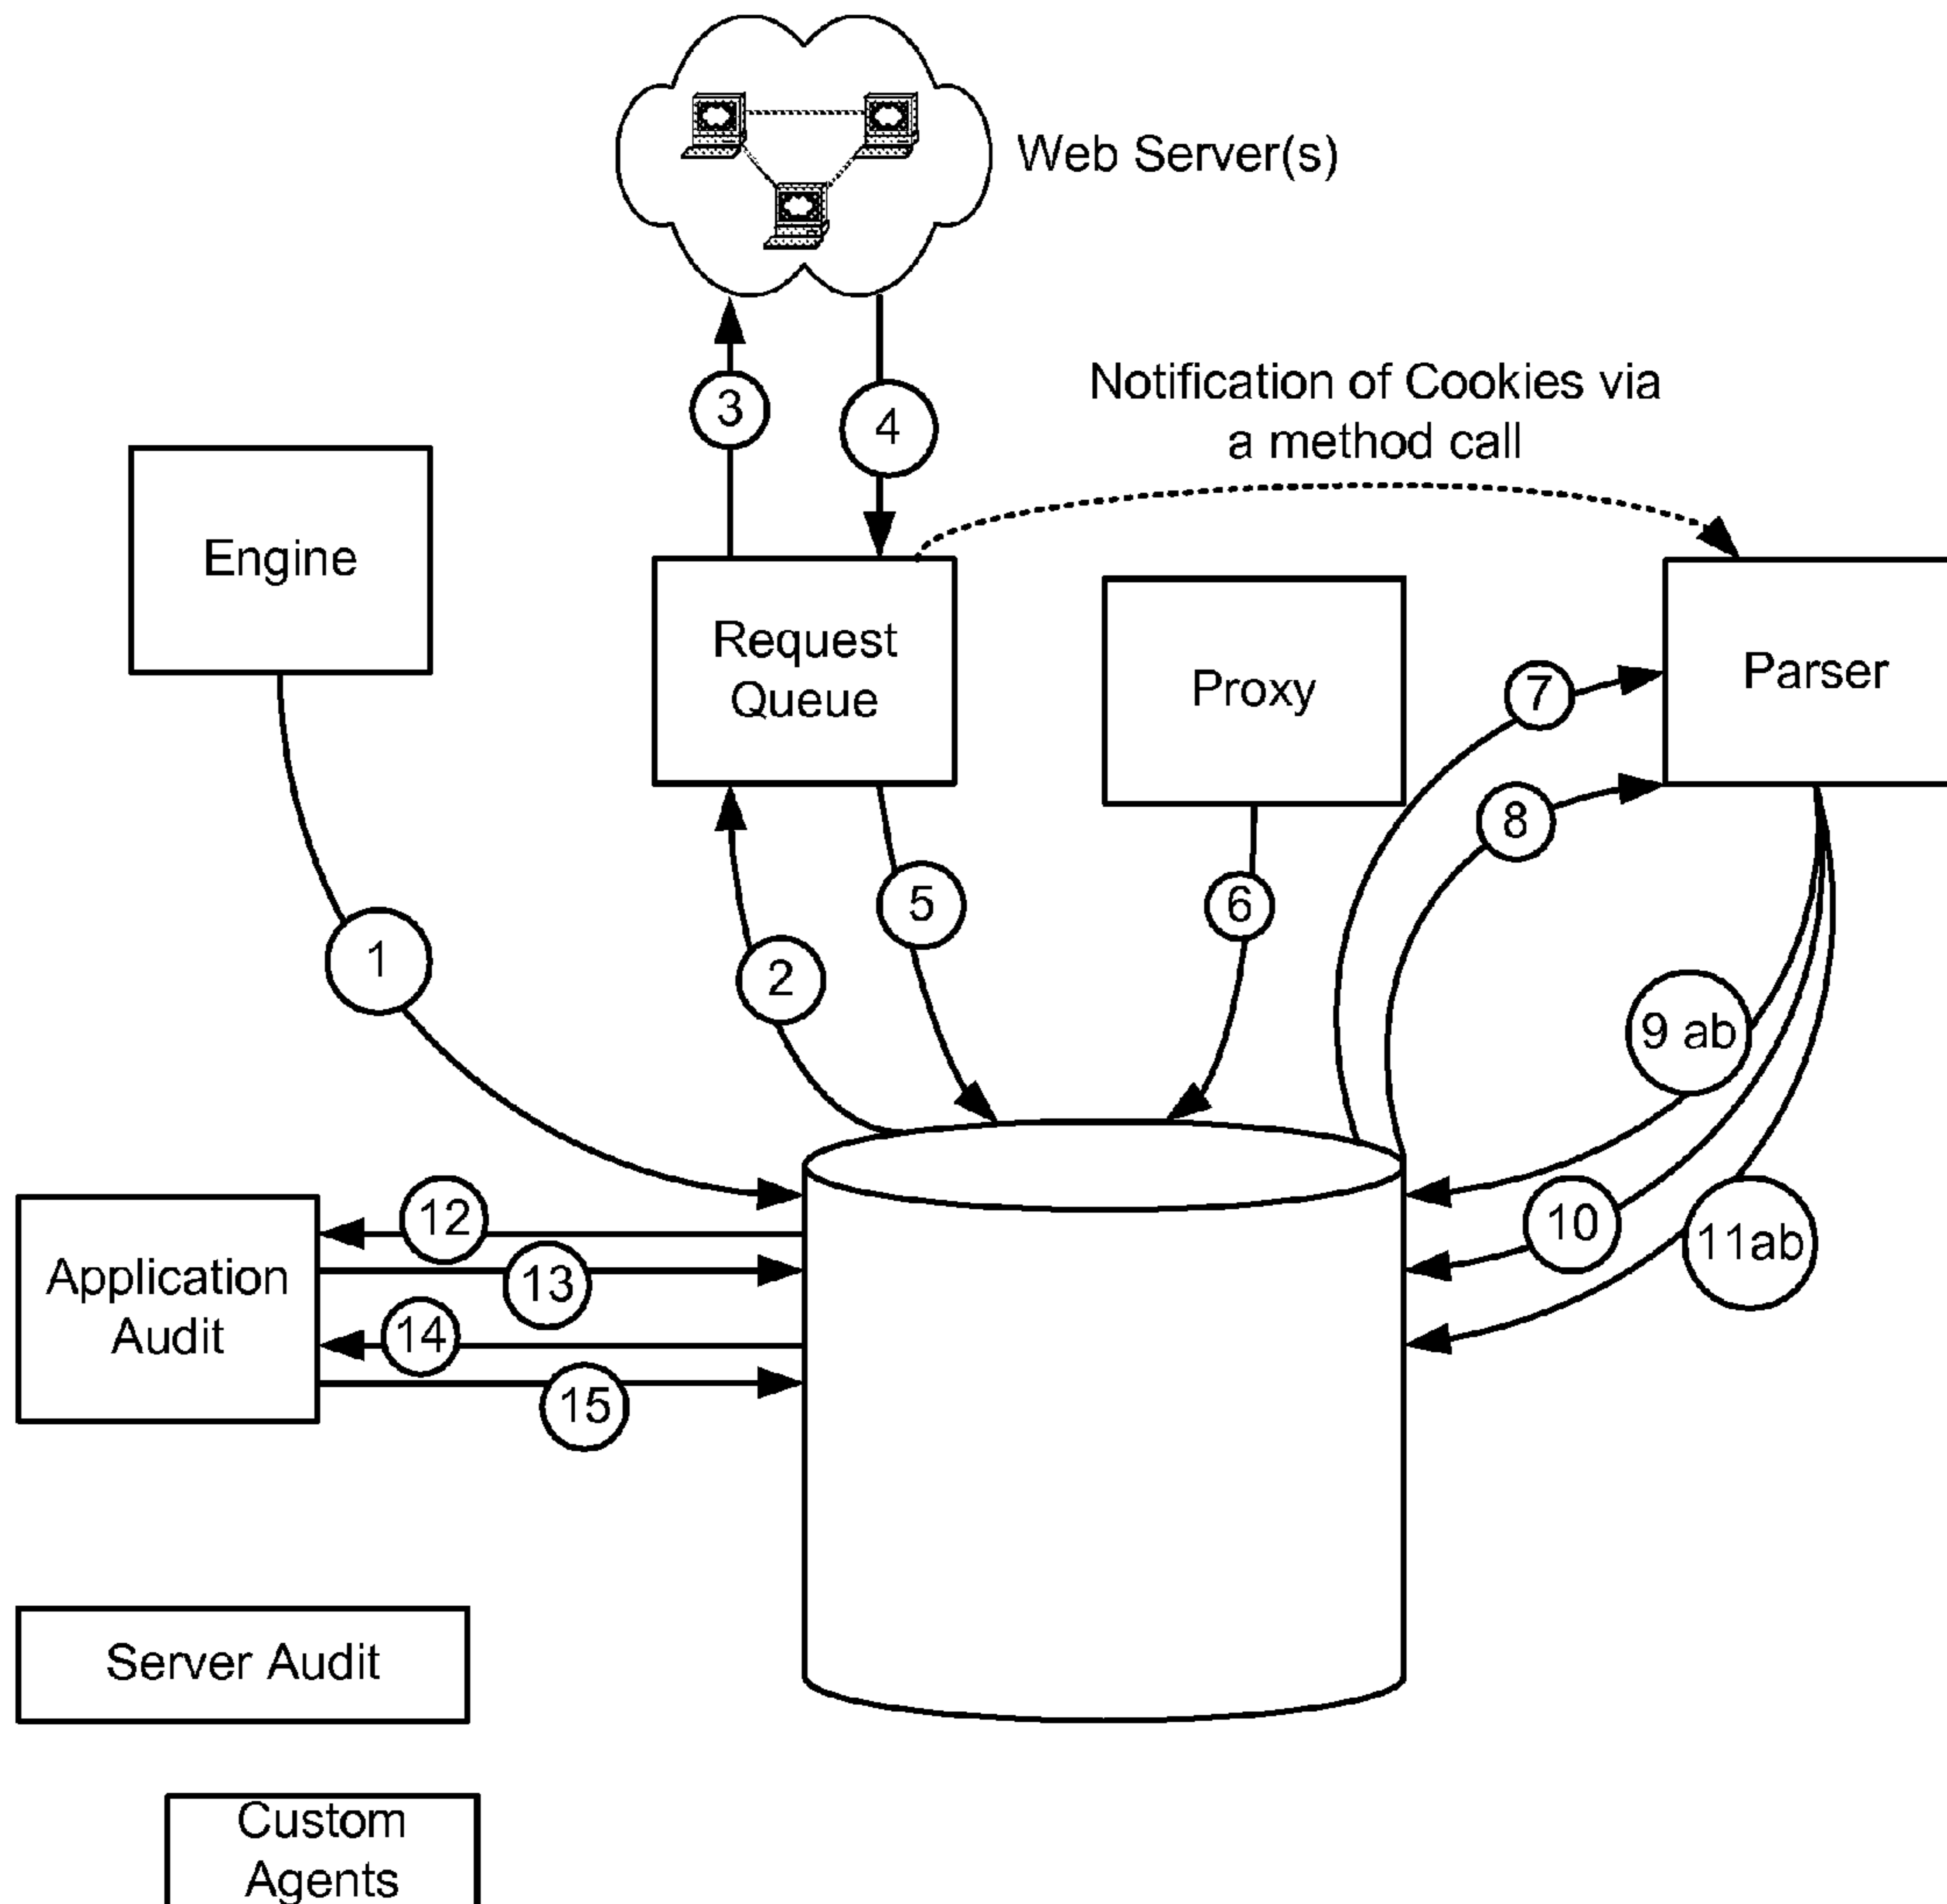 Web Server(s)
3
4
Notification of Cookies via
a method call
Engine
Request
Queue
Proxy
Parser
7
8
1
2
5
6
9 ab
10
11ab
12
13
14
15
Application
Audit
Server Audit
Custom
Agents